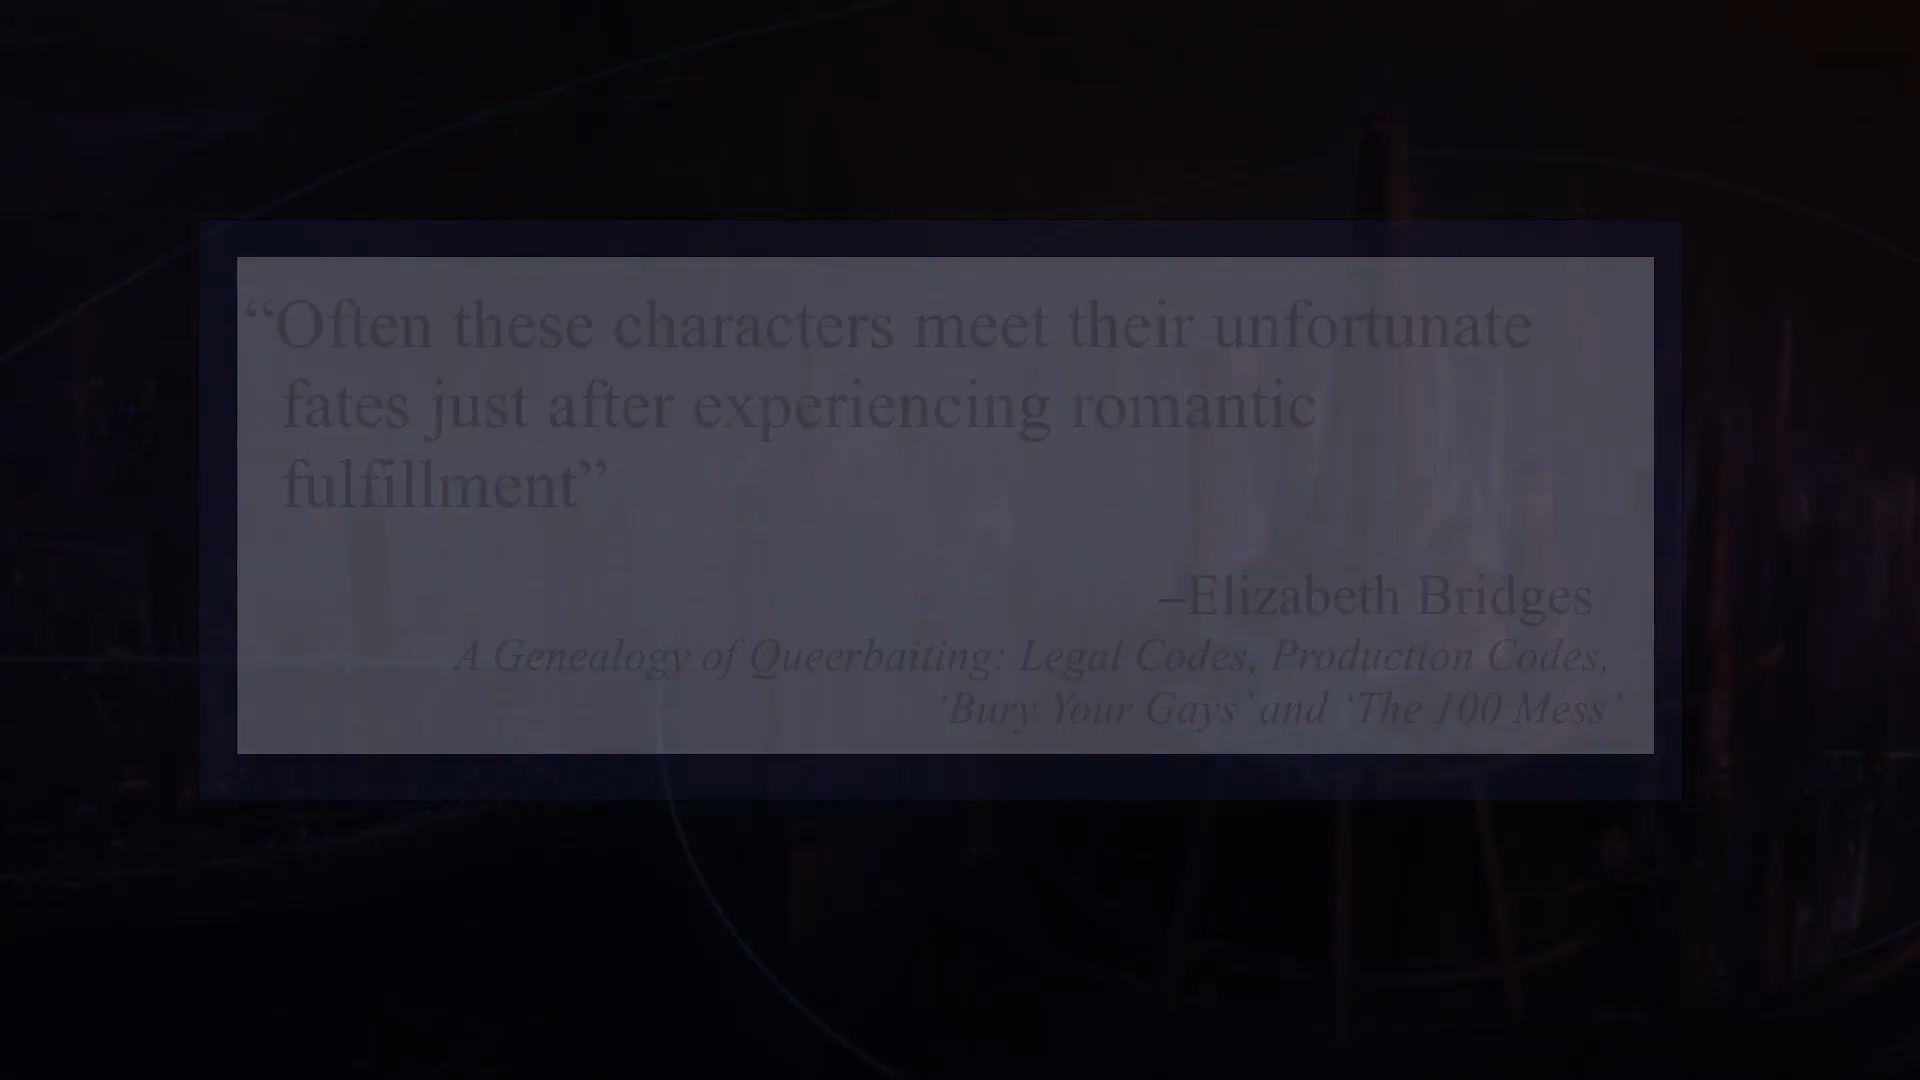 “Often these characters meet their unfortunate
fates just after experiencing romantic
fulfillment”
–Elizabeth Bridges
A Genealogy of Queerbaiting: Legal Codes, Production Codes,
‘Bury Your Gays’ and ‘The 100 Mess’